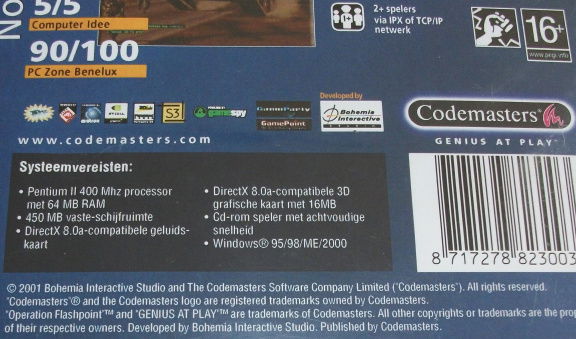 No
5/5
Computer Idee
90/100
PC Zone Benelux
2+ spelers
via IPX of TCP/IP
netwerk
16+
www.pegi.info
Developed by
NVIDIA
S3
gamespy
GameParty
GamePoint
Bohemia
Interactive
Codemasters®
GENIUS AT PLAY™
www.codemasters.com
Systeemvereisten:
• Pentium II 400 Mhz processor
met 64 MB RAM
• 450 MB vaste-schijfruimte
• DirectX 8.0a-compatibele geluids-
kaart
• DirectX 8.0a-compatibele 3D
grafische kaart met 16MB
• Cd-rom speler met achtvoudige
snelheid
• Windows® 95/98/ME/2000
8 717278 823003
© 2001 Bohemia Interactive Studio and The Codemasters Software Company Limited ("Codemasters"). All rights reserved.
"Codemasters"® and the Codemasters logo are registered trademarks owned by Codemasters.
"Operation Flashpoint"™ and "GENIUS AT PLAY"™ are trademarks of Codemasters. All other copyrights or trademarks are the prop
of their respective owners. Developed by Bohemia Interactive Studio. Published by Codemasters.